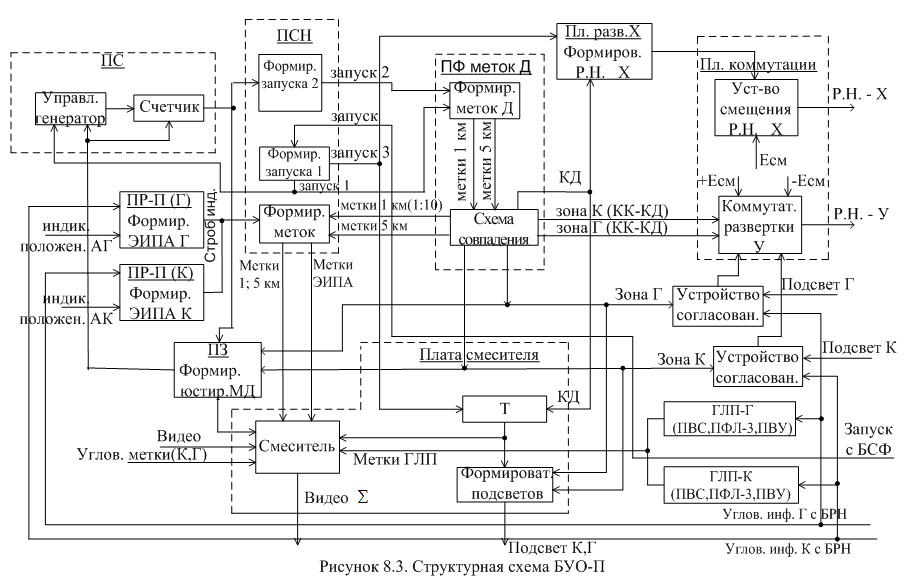 ПС
Управл.
генератор
Счетчик
ПСН
Формир.
запуска 2
запуск 2
запуск
Формир.
запуска 1
запуск 3
запуск 1
Формир.
меток
ПФ меток Д
Формир.
меток Д
метки 1 км
метки 5 км
КД
метки 1 км(1:10)
метки 5 км
Схема
совпадения
зона К (КК-КД)
зона Г (КК-КД)
Пл. разв.Х
Формиров.
Р.Н. Х
Пл. коммутации
Уст-во
смещения
Р.Н. Х
Р.Н. - Х
Есм
+Есм
-Есм
Коммутат.
развертки
У
Р.Н. - У
ПР-П (Г)
Формир.
ЭИПА Г
индик.
положен. АГ
Строб инд.
ПР-П (К)
Формир.
ЭИПА К
индик.
положен. АК
Метки
1; 5 км
Метки
ЭИПА
Зона Г
Устройство
согласован.
Подсвет Г
Зона К
Устройство
согласован.
Подсвет К
ПЗ
Формир.
юстир.МД
Плата смесителя
КД
Т
Смеситель
Видео
Углов. метки(К,Г)
Метки ГЛП
Формироват.
подсветов
ГЛП-Г
(ПВС,ПФЛ-3,ПВУ)
ГЛП-К
(ПВС,ПФЛ-3,ПВУ)
Запуск
с БСФ
Видео Σ
Подсвет К,Г
Углов. инф. Г с БРН
Углов. инф. К с БРН
Рисунок 8.3. Структурная схема БУО-П